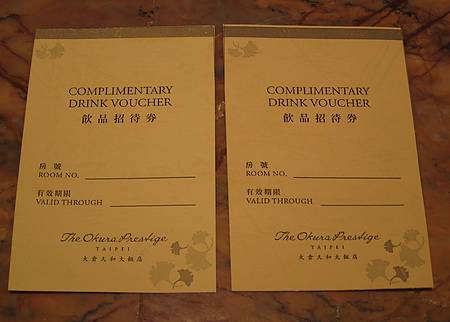 COMPLIMENTARY
DRINK VOUCHER
飲品招待券
房號
ROOM NO.
有效期限
VALID THROUGH
The Okura Prestige
TAIPEI
大倉久和大飯店
COMPLIMENTARY
DRINK VOUCHER
飲品招待券
房號
ROOM NO.
有效期限
VALID THROUGH
The Okura Prestige
TAIPEI
大倉久和大飯店